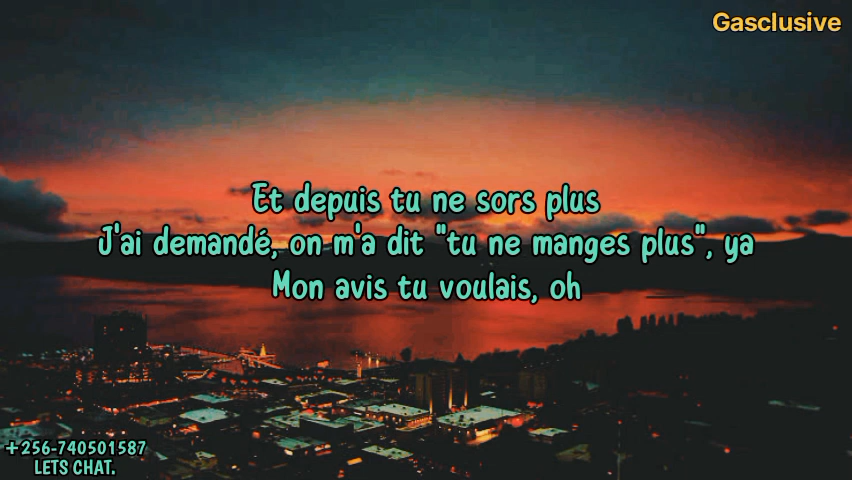 Gasclusive
Et depuis tu ne sors plus
J'ai demandé, on m'a dit "tu ne manges plus", ya
Mon avis tu voulais, oh
+256-740501587
LETS CHAT.